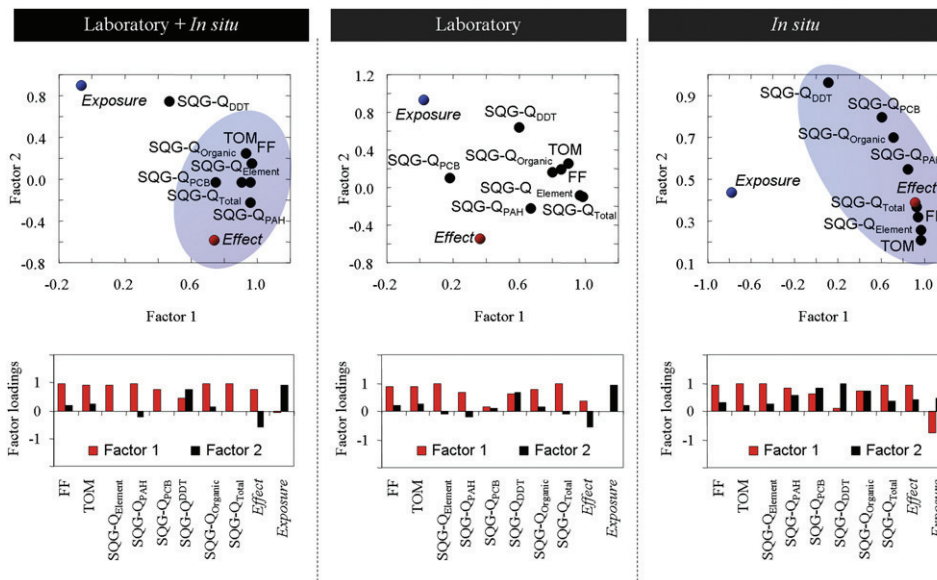 Laboratory + In situ
Laboratory
In situ
Factor 2
0.8
0.4
0.0
-0.4
-0.8
Exposure
SQG-QDDT
TOM
SQG-QOrganic
FF
SQG-Q
Element
SQG-QPCB
SQG-QTotal
SQG-QPAH
Effect
-0.2
0.2
0.6
1.0
Factor 1
Factor 2
1.2
0.8
0.4
0.0
-0.4
-0.8
Exposure
SQG-QDDT
TOM
SQG-QOrganic
SQG-QPCB
FF
SQG-Q
Element
SQG-QPAH
SQG-QTotal
Effect
-0.2
0.2
0.6
1.0
Factor 1
Factor 2
0.9
0.7
0.5
0.3
0.1
SQG-QDDT
SQG-QPCB
SQG-QOrganic
SQG-QPA
Exposure
Effect
SQG-QTotal
F
SQG-QElement
TOM
-1.0
-0.6
-0.2
0.2
0.6
1.0
Factor 1
Factor loadings
1
0
-1
Factor 1
Factor 2
FF
TOM
SQG-QElement
SQG-QPAH
SQG-QPCB
SQG-QDDT
SQG-QOrganic
SQG-QTotal
Effect
Exposure
Factor loadings
1
0
-1
Factor 1
Factor 2
FF
TOM
SQG-QElement
SQG-QPAH
SQG-QPCB
SQG-QDDT
SQG-QOrganic
SQG-QTotal
Effect
Exposure
Factor loadings
1
0
-1
Factor 1
Factor 2
FF
TOM
SQG-QElement
SQG-QPAH
SQG-QPCB
SQG-QDDT
SQG-QOrganic
SQG-QTotal
Effect
Exposure